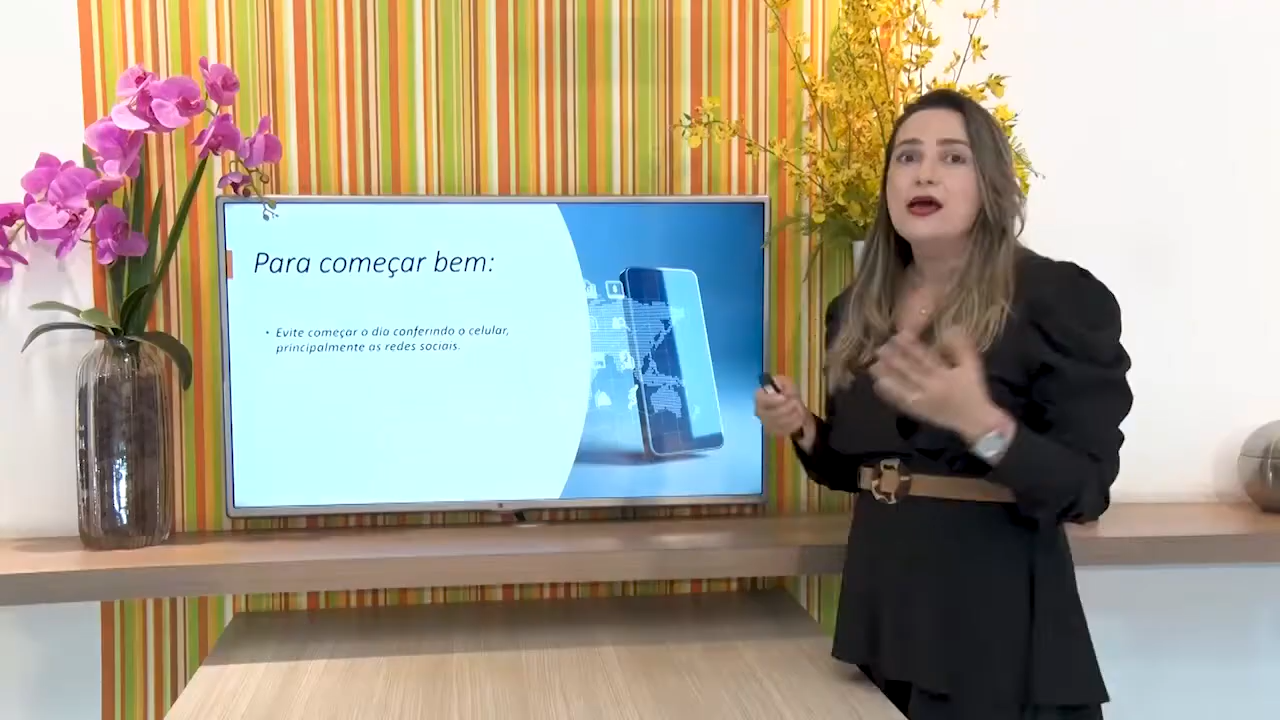 Para começar bem:
• Evite começar o dia conferindo o celular,
principalmente as redes sociais.